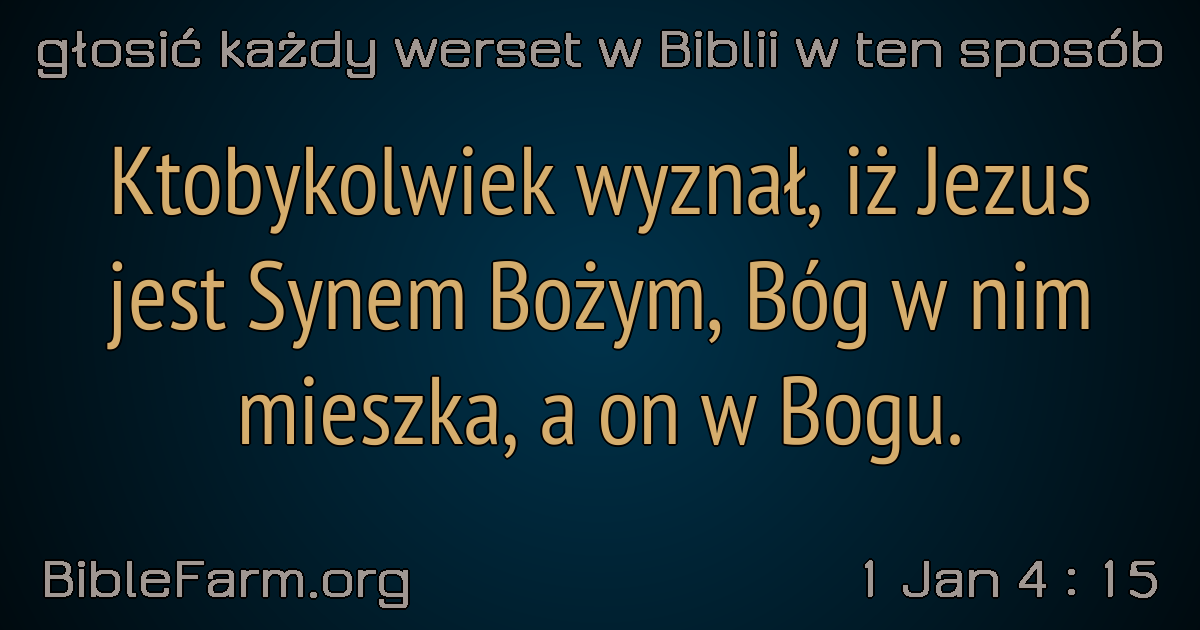 głosić każdy werset w Biblii w ten sposób
Ktobykolwiek wyznał, iż Jezus
jest Synem Bożym, Bóg w nim
mieszka, a on w Bogu.
BibleFarm.org
1 Jan 4 : 15